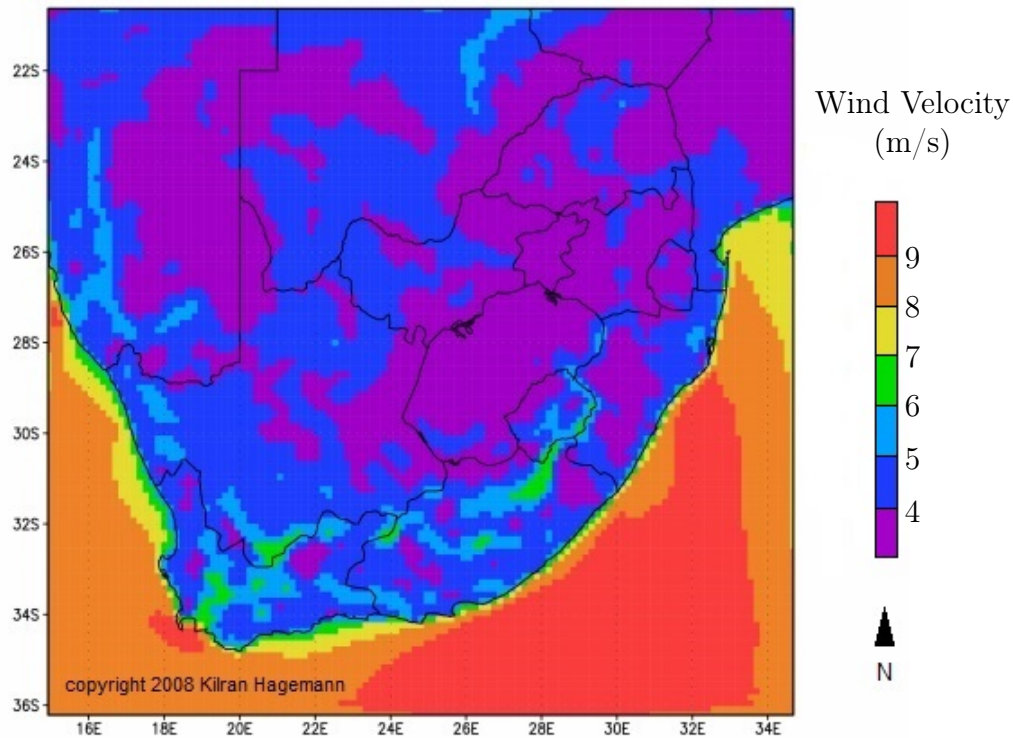 Wind Velocity
(m/s)
22S
24S
26S
28S
30S
32S
34S
36S
9
8
7
6
5
4
N
copyright 2008 Kilran Hagemann
16E 18E 20E 22E 24E 26E 28E 30E 32E 34E